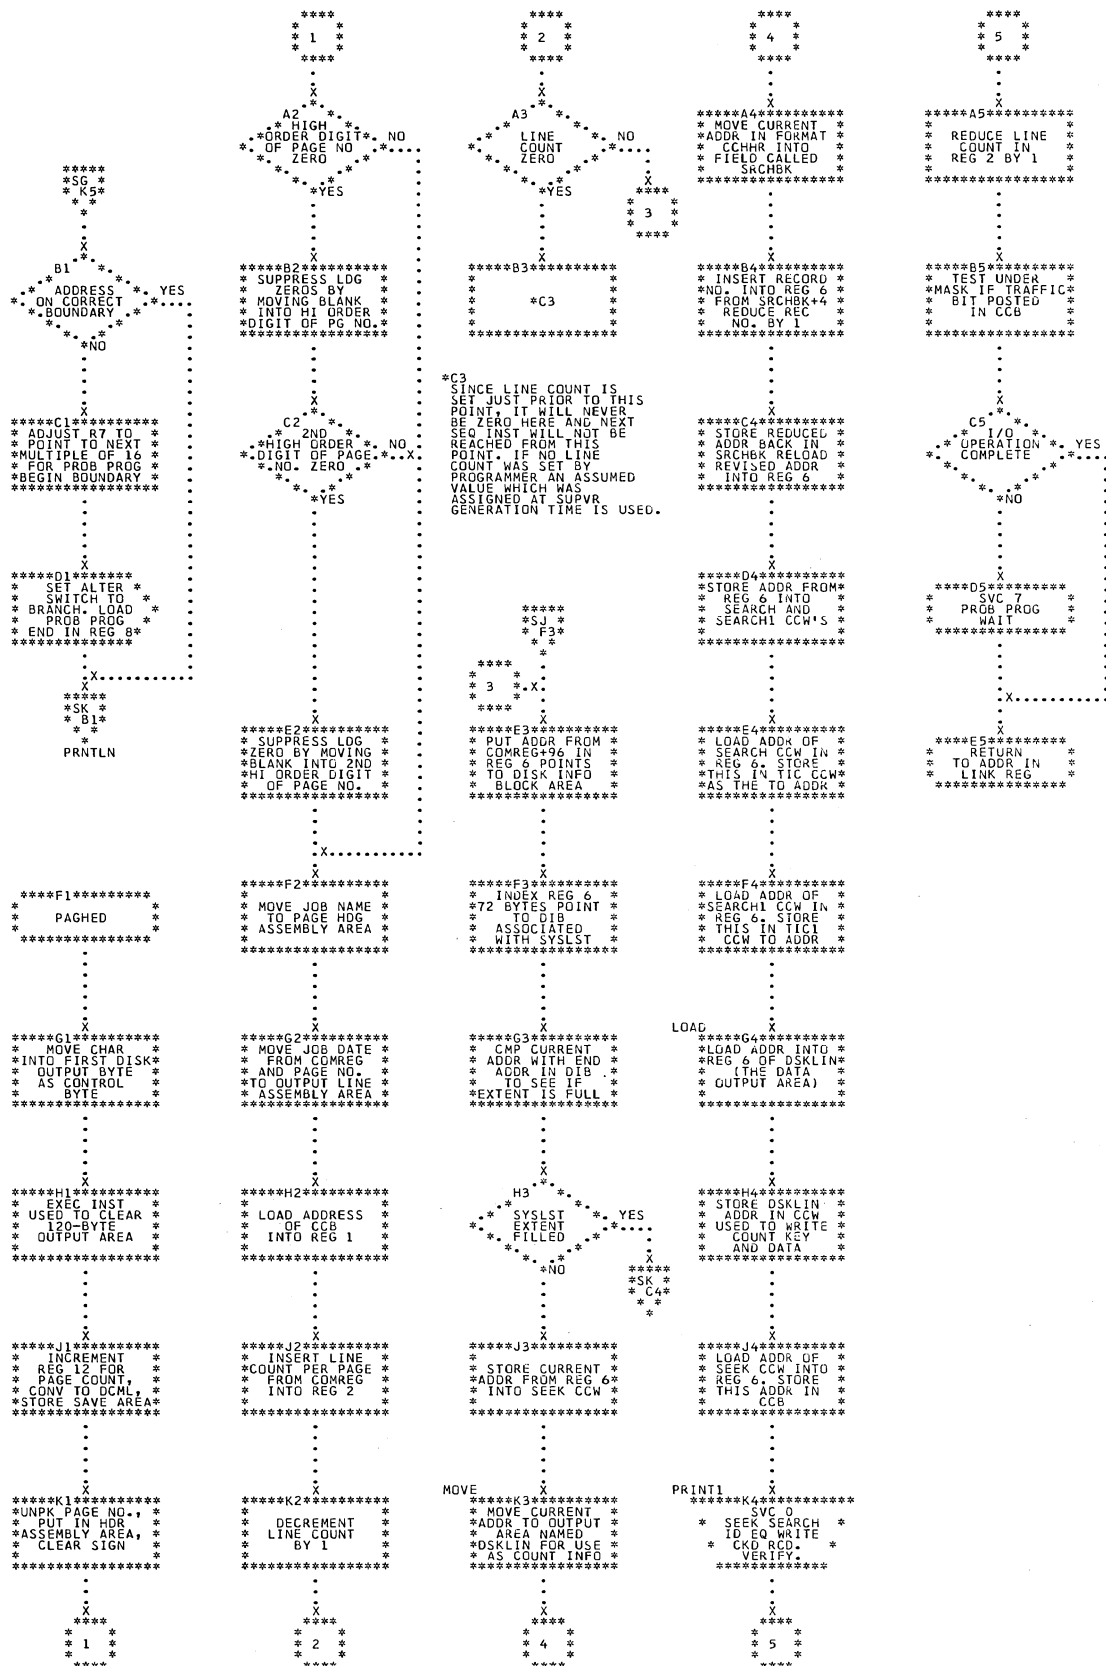 1
A2
HIGH
ORDER DIGIT
OF PAGE NO
ZERO
NO
YES
B2
SUPPRESS LDG
ZEROS BY
MOVING BLANK
INTO HI ORDER
DIGIT OF PG NO.
C2
2ND
HIGH ORDER
DIGIT OF PAGE
NO. ZERO
NO
YES
E2
SUPPRESS LDG
ZERO BY MOVING
BLANK INTO 2ND
HI ORDER DIGIT
OF PAGE NO.
F2
MOVE JOB NAME
TO PAGE HDG
ASSEMBLY AREA
G2
MOVE JOB DATE
FROM COMREG
AND PAGE NO.
TO OUTPUT LINE
ASSEMBLY AREA
H2
LOAD ADDRESS
OF CCB
INTO REG 1
J2
INSERT LINE
COUNT PER PAGE
FROM COMREG
INTO REG 2
K2
DECREMENT
LINE COUNT
BY 1
2
SG
K5
B1
ADDRESS
ON CORRECT
BOUNDARY
YES
NO
C1
ADJUST R7 TO
POINT TO NEXT
MULTIPLE OF 16
FOR PROB PROG
BEGIN BOUNDARY
D1
SET ALTER
SWITCH TO
BRANCH. LOAD
PROB PROG
END IN REG 8
SK
B1
PRNTLN
F1
PAGHED
G1
MOVE CHAR
INTO FIRST DISK
OUTPUT BYTE
AS CONTROL
BYTE
H1
EXEC INST
USED TO CLEAR
120-BYTE
OUTPUT AREA
J1
INCREMENT
REG 12 FOR
PAGE COUNT,
CONV TO DCML,
STORE SAVE AREA
K1
UNPK PAGE NO.,
PUT IN HDR
ASSEMBLY AREA,
CLEAR SIGN
1
2
A3
LINE
COUNT
ZERO
NO
YES
3
B3
*C3
*C3
SINCE LINE COUNT IS
SET JUST PRIOR TO THIS
POINT, IT WILL NEVER
BE ZERO HERE AND NEXT
SEQ INST WILL NOT BE
REACHED FROM THIS
POINT. IF NO LINE
COUNT WAS SET BY
PROGRAMMER AN ASSUMED
VALUE WHICH WAS
ASSIGNED AT SUPVR
GENERATION TIME IS USED.
SJ
F3
3
E3
PUT ADDR FROM
COMREG+96 IN
REG 6 POINTS
TO DISK INFO
BLOCK AREA
F3
INDEX REG 6
72 BYTES POINT
TO DIB
ASSOCIATED
WITH SYSLST
G3
CMP CURRENT
ADDR WITH END
ADDR IN DIB
TO SEE IF
EXTENT IS FULL
H3
SYSLST
EXTENT
FILLED
YES
NO
SK
C4
J3
STORE CURRENT
ADDR FROM REG 6
INTO SEEK CCW
MOVE
K3
MOVE CURRENT
ADDR TO OUTPUT
AREA NAMED
DSKLIN FOR USE
AS COUNT INFO
4
4
A4
MOVE CURRENT
ADDR IN FORMAT
CCHHR INTO
FIELD CALLED
SRCHBK
B4
INSERT RECORD
NO. INTO REG 6
FROM SRCHBK+4
REDUCE REC
NO. BY 1
C4
STORE REDUCED
ADDR BACK IN
SRCHBK RELOAD
REVISED ADDR
INTO REG 6
D4
STORE ADDR FROM
REG 6 INTO
SEARCH AND
SEARCH1 CCW'S
E4
LOAD ADDR OF
SEARCH CCW IN
REG 6. STORE
THIS IN TIC CCW
AS THE TO ADDR
F4
LOAD ADDR OF
SEARCH1 CCW IN
REG 6. STORE
THIS IN TIC1
CCW TO ADDR
LOAD
G4
LOAD ADDR INTO
REG 6 OF DSKLIN
(THE DATA
OUTPUT AREA)
H4
STORE DSKLIN
ADDR IN CCW
USED TO WRITE
COUNT KEY
AND DATA
J4
LOAD ADDR OF
SEEK CCW INTO
REG 6. STORE
THIS ADDR IN
CCB
PRINT1
K4
SVC 0
SEEK SEARCH
ID EQ WRITE
CKD RCD.
VERIFY.
5
5
A5
REDUCE LINE
COUNT IN
REG 2 BY 1
B5
TEST UNDER
MASK IF TRAFFIC
BIT POSTED
IN CCB
C5
I/O
OPERATION
COMPLETE
YES
NO
D5
SVC 7
PROB PROG
WAIT
E5
RETURN
TO ADDR IN
LINK REG